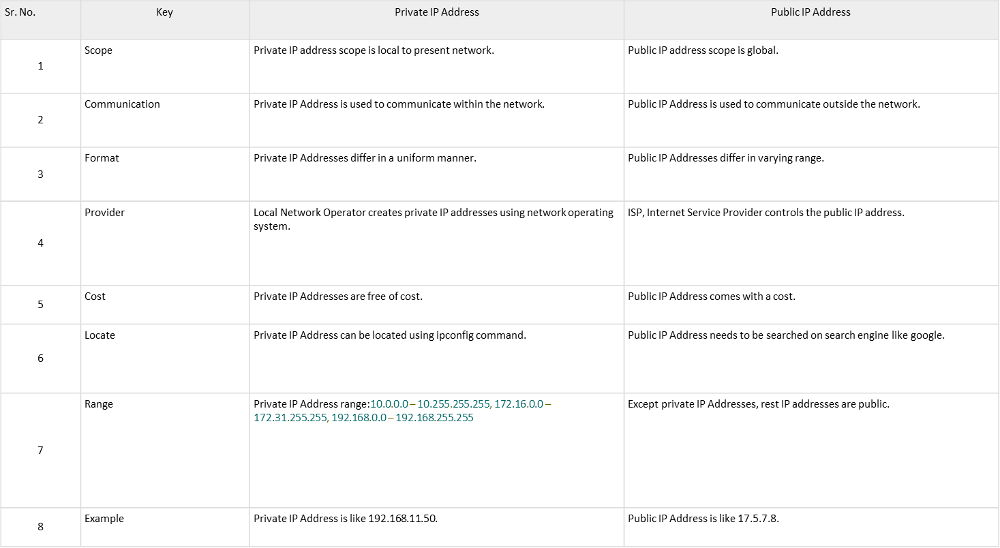 Sr. No. Key Private IP Address Public IP Address
1 Scope Private IP address scope is local to present network. Public IP address scope is global.
2 Communication Private IP Address is used to communicate within the network. Public IP Address is used to communicate outside the network.
3 Format Private IP Addresses differ in a uniform manner. Public IP Addresses differ in varying range.
4 Provider Local Network Operator creates private IP addresses using network operating
system. ISP, Internet Service Provider controls the public IP address.
5 Cost Private IP Addresses are free of cost. Public IP Address comes with a cost.
6 Locate Private IP Address can be located using ipconfig command. Public IP Address needs to be searched on search engine like google.
7 Range Private IP Address range:10.0.0.0 – 10.255.255.255, 172.16.0.0 –
172.31.255.255, 192.168.0.0 – 192.168.255.255 Except private IP Addresses, rest IP addresses are public.
8 Example Private IP Address is like 192.168.11.50. Public IP Address is like 17.5.7.8.